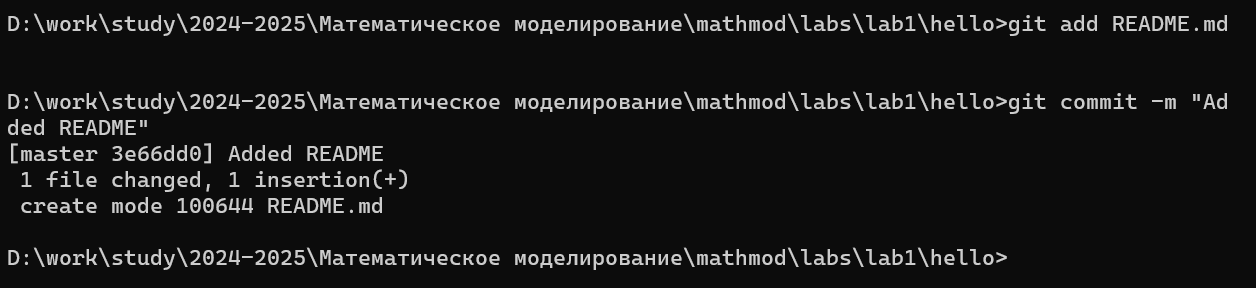 D:\work\study\2024-2025\Математическое моделирование\mathmod\labs\lab1\hello>git add README.md
D:\work\study\2024-2025\Математическое моделирование\mathmod\labs\lab1\hello>git commit -m "Ad
ded README"
[master 3e66dd0] Added README
 1 file changed, 1 insertion(+)
 create mode 100644 README.md
D:\work\study\2024-2025\Математическое моделирование\mathmod\labs\lab1\hello>